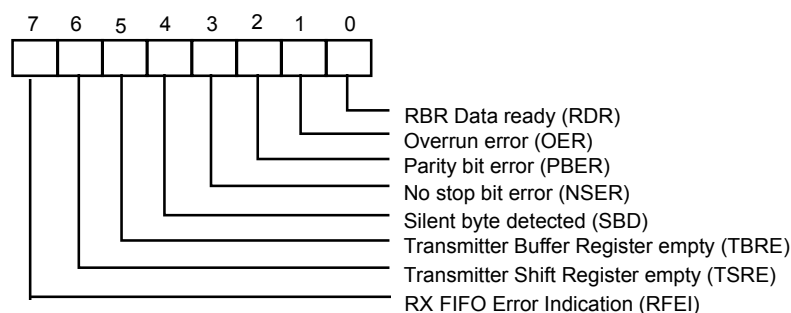 7 6 5 4 3 2 1 0
RBR Data ready (RDR)
Overrun error (OER)
Parity bit error (PBER)
No stop bit error (NSER)
Silent byte detected (SBD)
Transmitter Buffer Register empty (TBRE)
Transmitter Shift Register empty (TSRE)
RX FIFO Error Indication (RFEI)